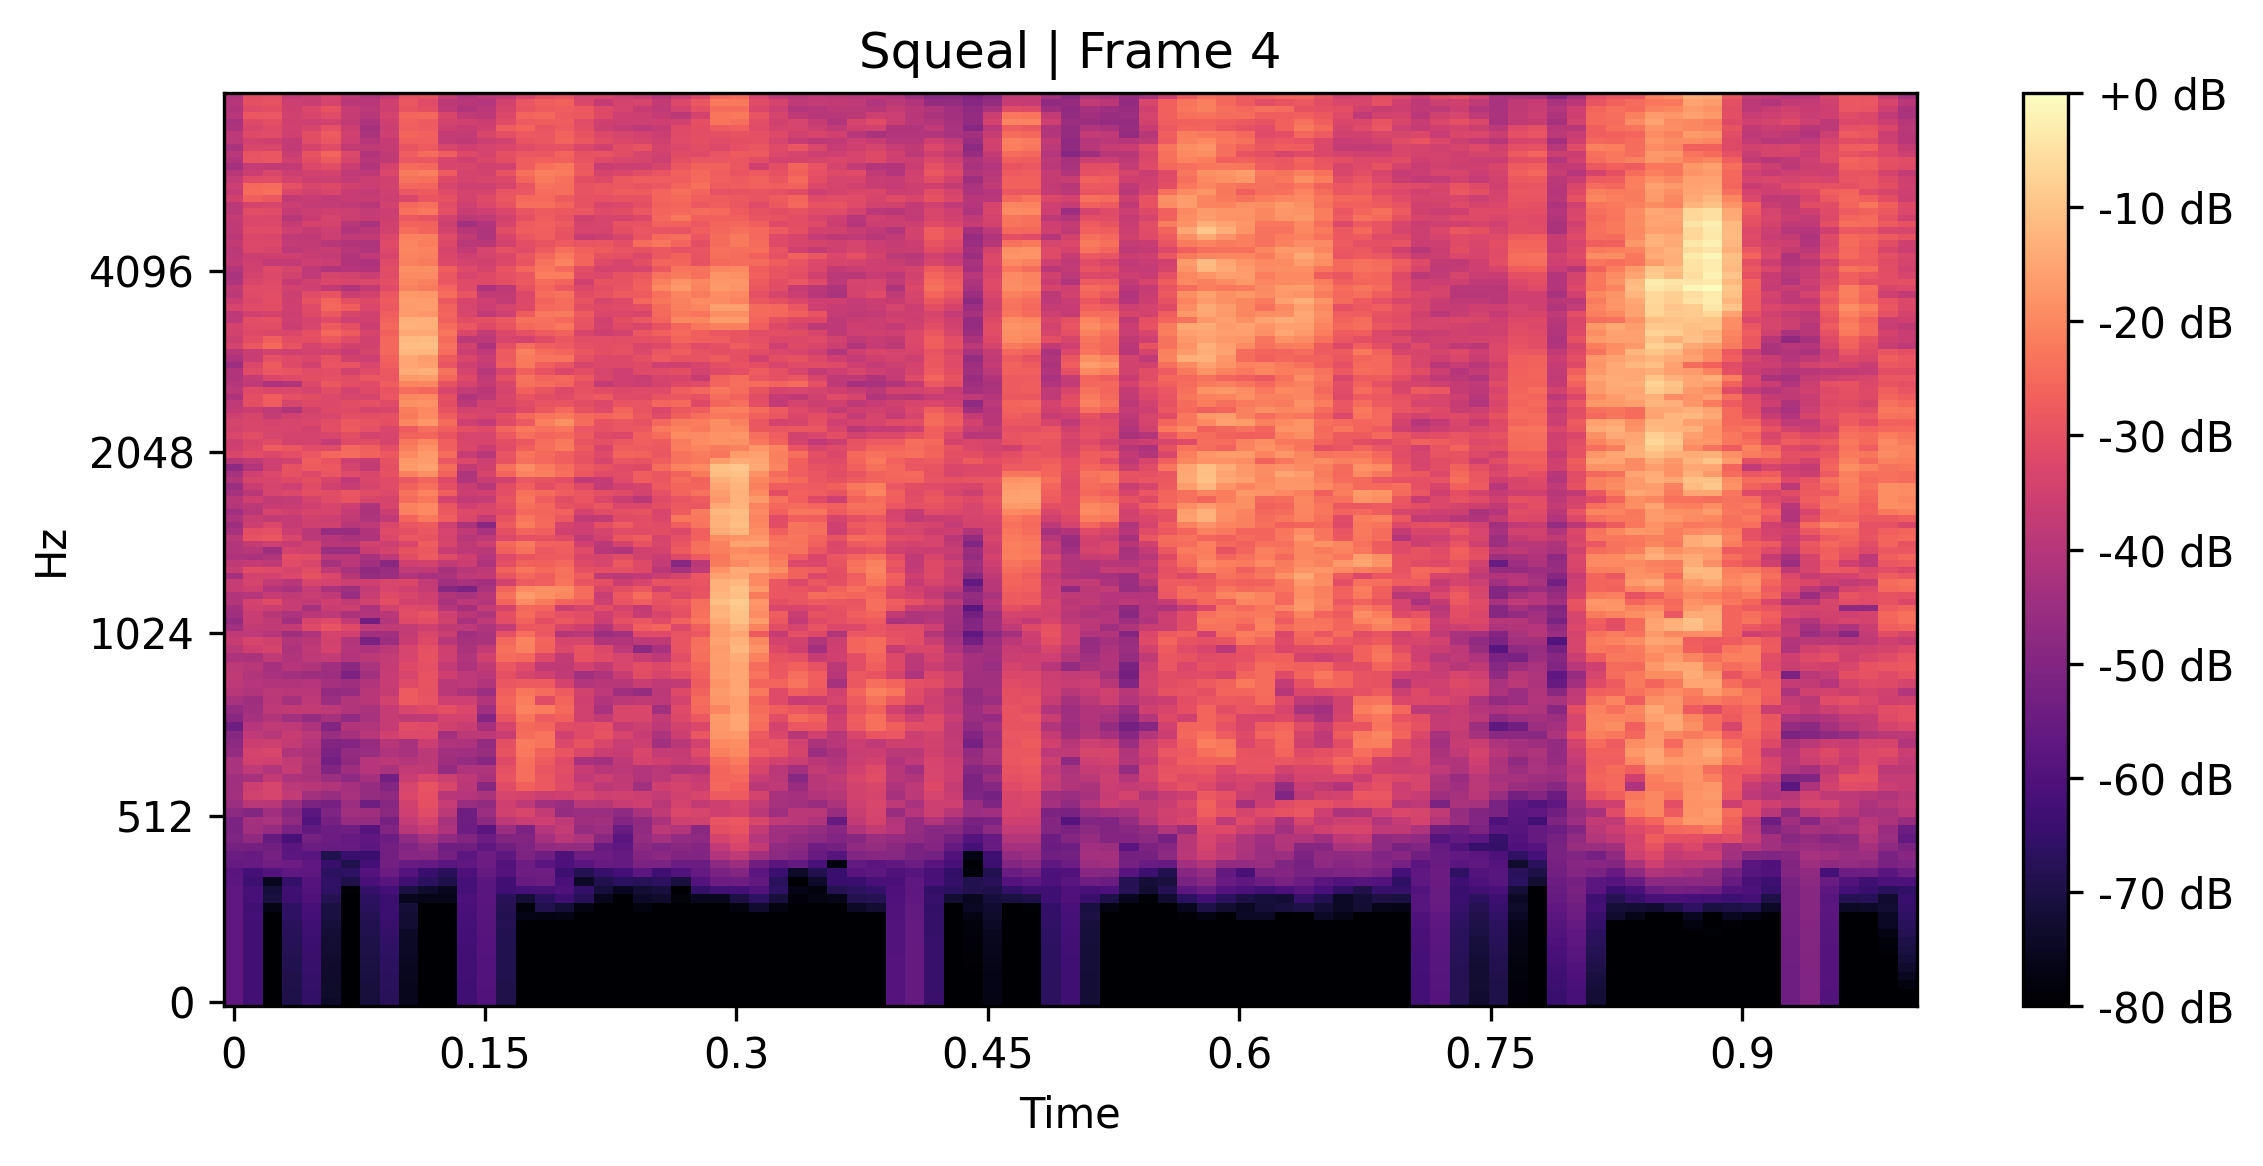 Squeal | Frame 4
+0 dB
-10 dB
-20 dB
-30 dB
-40 dB
-50 dB
-60 dB
-70 dB
-80 dB
Hz
4096
2048
1024
512
0
0 0.15 0.3 0.45 0.6 0.75 0.9
Time